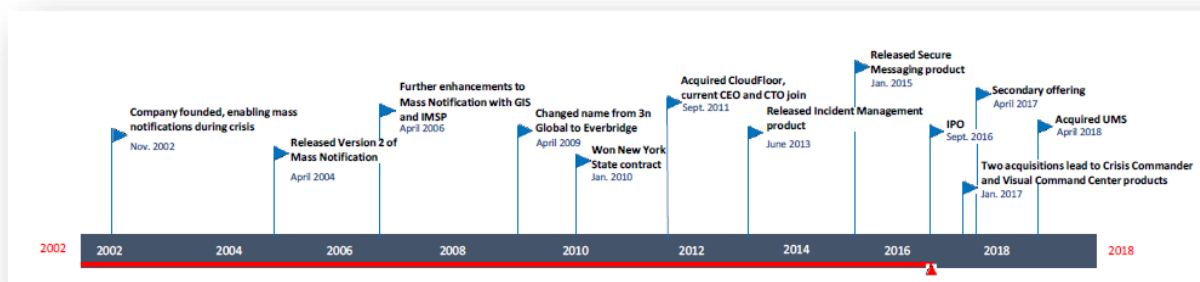 Company founded, enabling mass
notifications during crisis
Nov. 2002
Released Version 2 of
Mass Notification
April 2004
Further enhancements to
Mass Notification with GIS
and IMSP
April 2006
Changed name from 3n
Global to Everbridge
April 2009
Won New York
State contract
Jan. 2010
Acquired CloudFloor,
current CEO and CTO join
Sept. 2011
Released Incident Management
product
June 2013
Released Secure
Messaging product
Jan. 2015
IPO
Sept. 2016
Two acquisitions lead to Crisis Commander
and Visual Command Center products
Jan. 2017
Secondary offering
April 2017
Acquired UMS
April 2018
2002 2002 2004 2006 2008 2010 2012 2014 2016 2018 2018